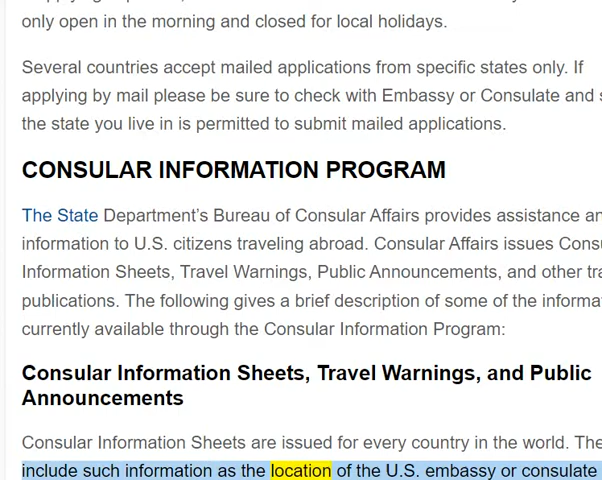 only open in the morning and closed for local holidays.
Several countries accept mailed applications from specific states only. If
applying by mail please be sure to check with Embassy or Consulate and
the state you live in is permitted to submit mailed applications.
CONSULAR INFORMATION PROGRAM
The State Department's Bureau of Consular Affairs provides assistance
information to U.S. citizens traveling abroad. Consular Affairs issues
Information Sheets, Travel Warnings, Public Announcements, and other
publications. The following gives a brief description of some of the
currently available through the Consular Information Program:
Consular Information Sheets, Travel Warnings, and Public
Announcements
Consular Information Sheets are issued for every country in the world.
include such information as the location of the U.S. embassy or consulate